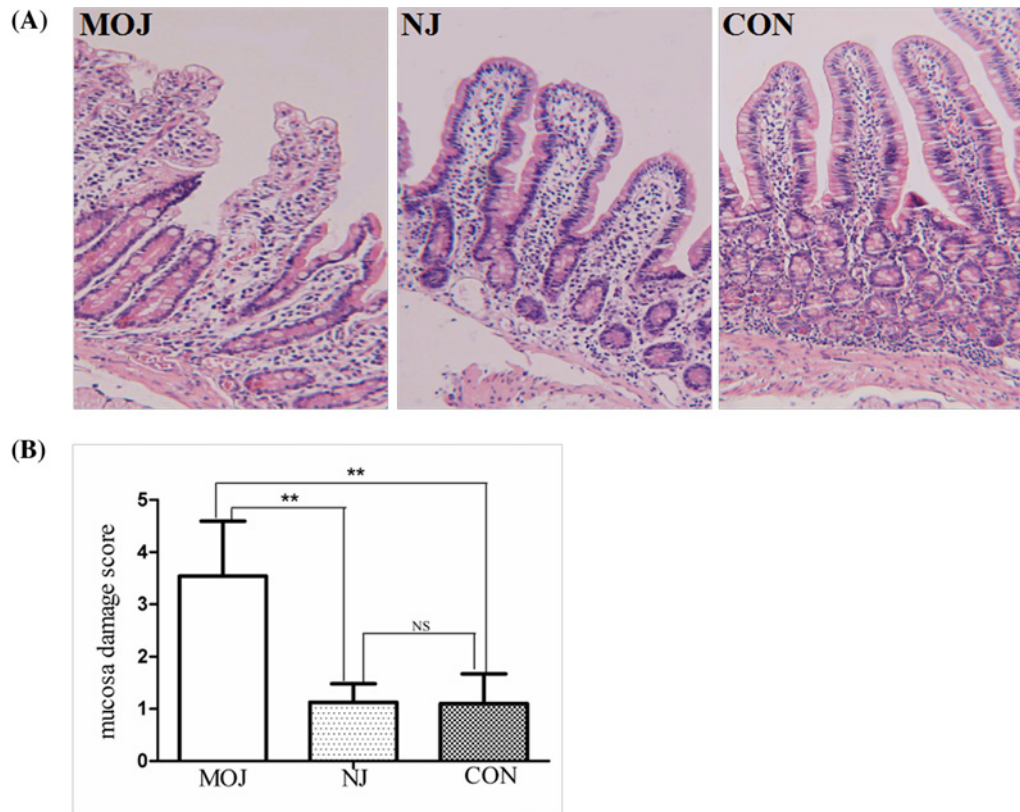 (A)
MOJ
NJ
CON
(B)
**
**
NS
mucosa damage score
5
4
3
2
1
0
MOJ
NJ
CON